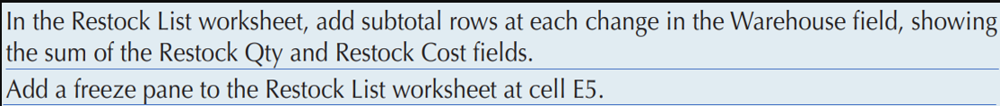 In the Restock List worksheet, add subtotal rows at each change in the Warehouse field, showing
the sum of the Restock Qty and Restock Cost fields.
Add a freeze pane to the Restock List worksheet at cell E5.